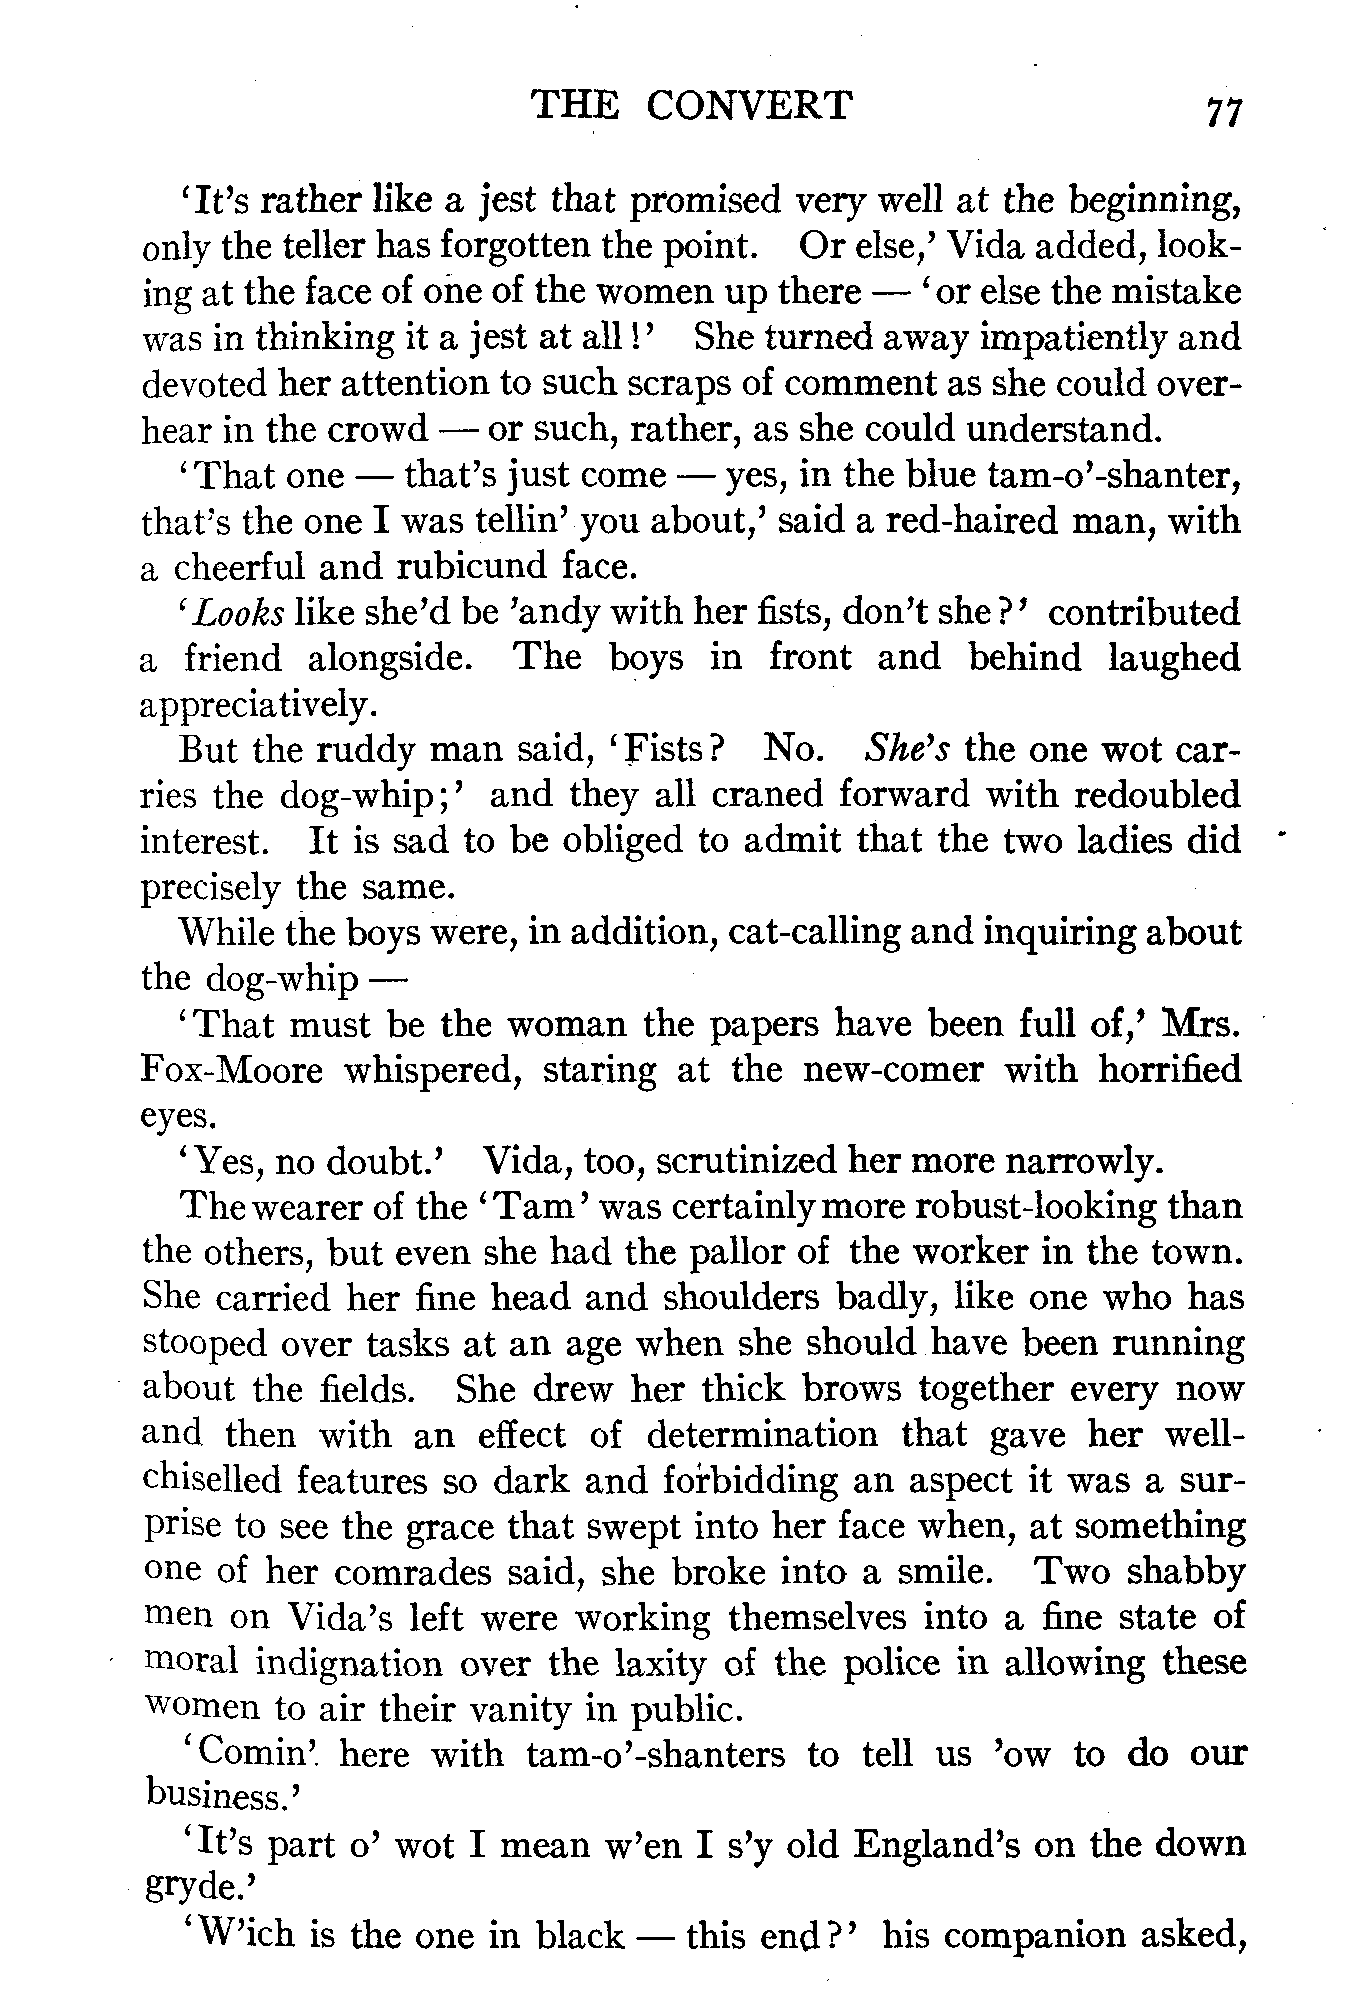 THE CONVERT 77
'It's rather like a jest that promised very well at the beginning,
only the teller has forgotten the point. Or else,' Vida added, look-
ing at the face of one of the women up there — 'or else the mistake
was in thinking it a jest at all!' She turned away impatiently and
devoted her attention to such scraps of comment as she could over-
hear in the crowd — or such, rather, as she could understand.
'That one — that's just come — yes, in the blue tam-o'-shanter,
that's the one I was tellin' you about,' said a red-haired man, with
a cheerful and rubicund face.
'Looks like she'd be 'andy with her fists, don't she?' contributed
a friend alongside. The boys in front and behind laughed
appreciatively.
But the ruddy man said, 'Fists? No. She's the one wot car-
ries the dog-whip;' and they all craned forward with redoubled
interest. It is sad to be obliged to admit that the two ladies did
precisely the same.
While the boys were, in addition, cat-calling and inquiring about
the dog-whip —
'That must be the woman the papers have been full of,' Mrs.
Fox-Moore whispered, staring at the new-comer with horrified
eyes.
'Yes, no doubt.' Vida, too, scrutinized her more narrowly.
The wearer of the 'Tam' was certainly more robust-looking than
the others, but even she had the pallor of the worker in the town.
She carried her fine head and shoulders badly, like one who has
stooped over tasks at an age when she should have been running
about the fields. She drew her thick brows together every now
and then with an effect of determination that gave her well-
chiselled features so dark and forbidding an aspect it was a sur-
prise to see the grace that swept into her face when, at something
one of her comrades said, she broke into a smile. Two shabby
men on Vida's left were working themselves into a fine state of
moral indignation over the laxity of the police in allowing these
women to air their vanity in public.
'Comin' here with tam-o'-shanters to tell us 'ow to do our
business.'
'It's part o' wot I mean w'en I s'y old England's on the down
gryde.'
'W'ich is the one in black — this end?' his companion asked,